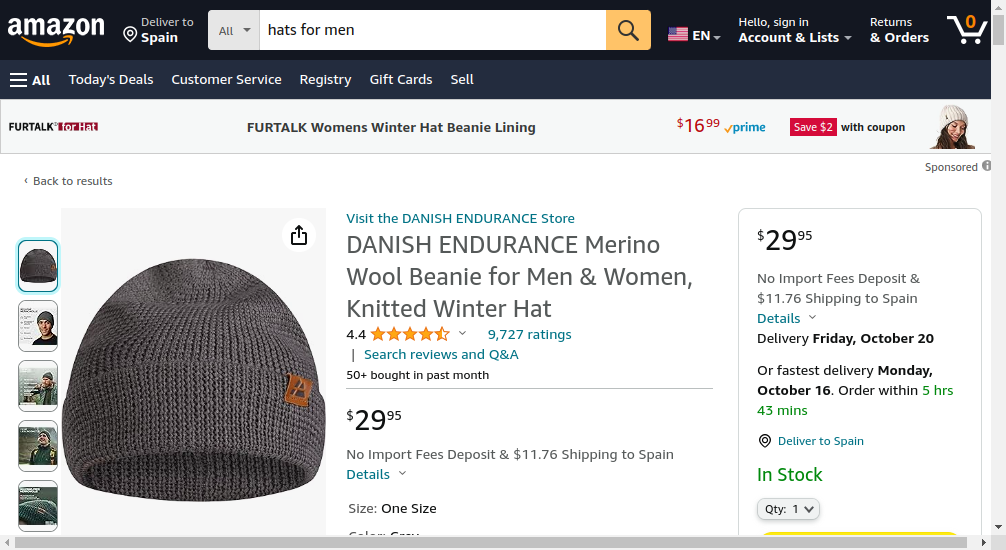 amazon
Deliver to
Spain
All
hats for men
EN
Hello, sign in
Account & Lists
Returns
& Orders
0
All
Today's Deals
Customer Service
Registry
Gift Cards
Sell
FURTALK® for Hat
FURTALK Womens Winter Hat Beanie Lining
$16 99
prime
Save $2 with coupon
Sponsored
‹ Back to results
Visit the DANISH ENDURANCE Store
DANISH ENDURANCE Merino
Wool Beanie for Men & Women,
Knitted Winter Hat
4.4
9,727 ratings
| Search reviews and Q&A
50+ bought in past month
$29 95
No Import Fees Deposit & $11.76 Shipping to Spain
Details
Size: One Size
Color: Grey
$29 95
No Import Fees Deposit &
$11.76 Shipping to Spain
Details
Delivery Friday, October 20
Or fastest delivery Monday,
October 16. Order within 5 hrs
43 mins
Deliver to Spain
In Stock
Qty: 1